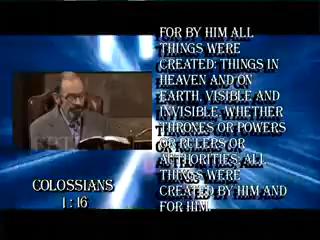 FOR BY HIM ALL
THINGS WERE
CREATED: THINGS IN
HEAVEN AND ON
EARTH, VISIBLE AND
INVISIBLE, WHETHER
THRONES OR POWERS
OR RULERS OR
AUTHORITIES; ALL
THINGS WERE
CREATED BY HIM AND
FOR HIM.
COLOSSIANS
1:16